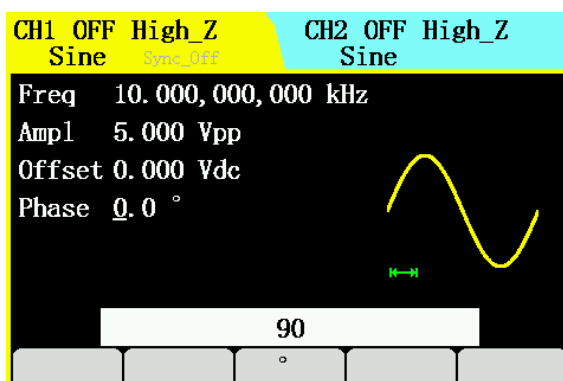 CH1 OFF High_Z
Sine Sync_Off
CH2 OFF High_Z
Sine
Freq 10.000,000,000 kHz
Ampl 5.000 Vpp
Offset 0.000 Vdc
Phase 0.0 °
90
°